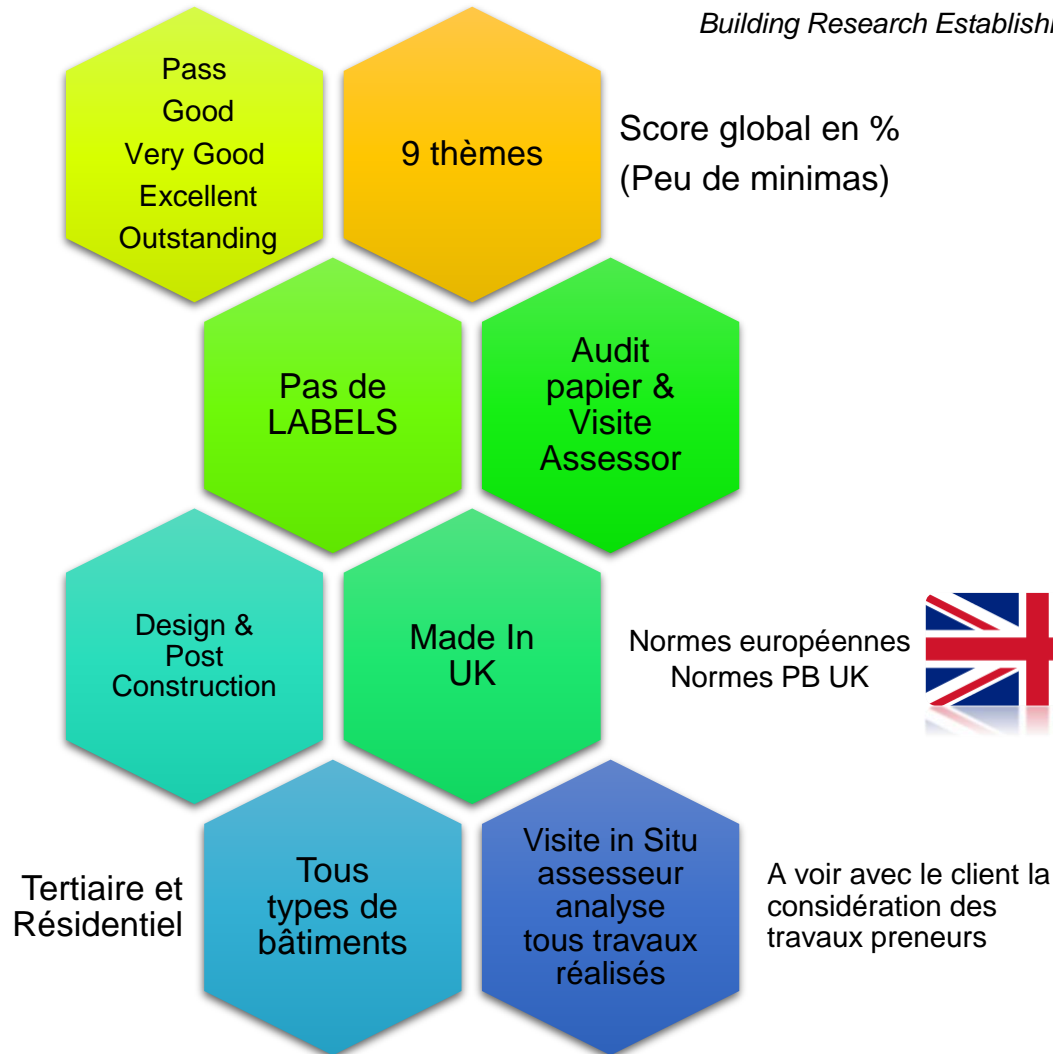 Building Research Establish
Pass
Good
Very Good
Excellent
Outstanding
9 thèmes
Score global en %
(Peu de minimas)
Pas de
LABELS
Audit
papier &
Visite
Assessor
Design &
Post
Construction
Made In
UK
Normes européennes
Normes PB UK
Tertiaire et
Résidentiel
Tous
types de
bâtiments
Visite in Situ
assesseur
analyse
tous travaux
réalisés
A voir avec le client la
considération des
travaux preneurs